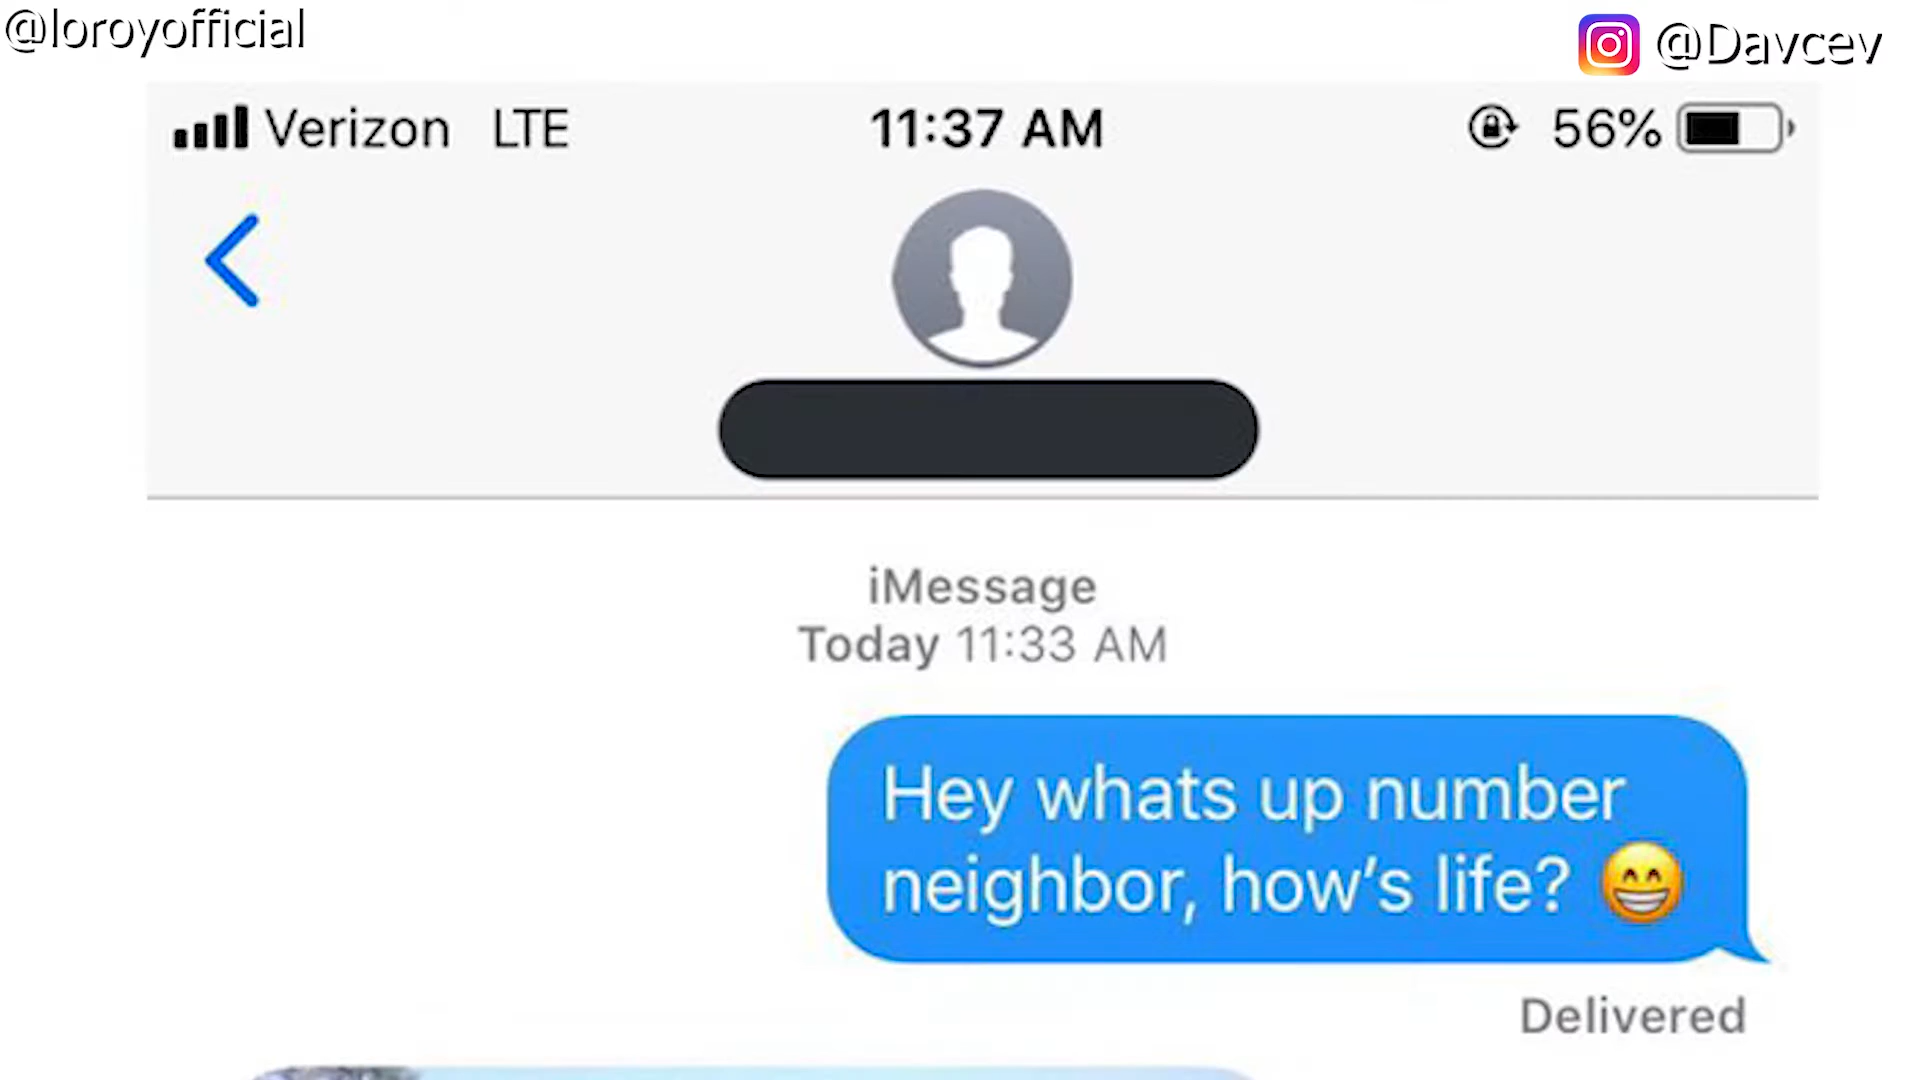 @loroyofficial
@Davcev
Verizon LTE
11:37 AM
56%
iMessage
Today 11:33 AM
Hey whats up number
neighbor, how's life? 😁
Delivered